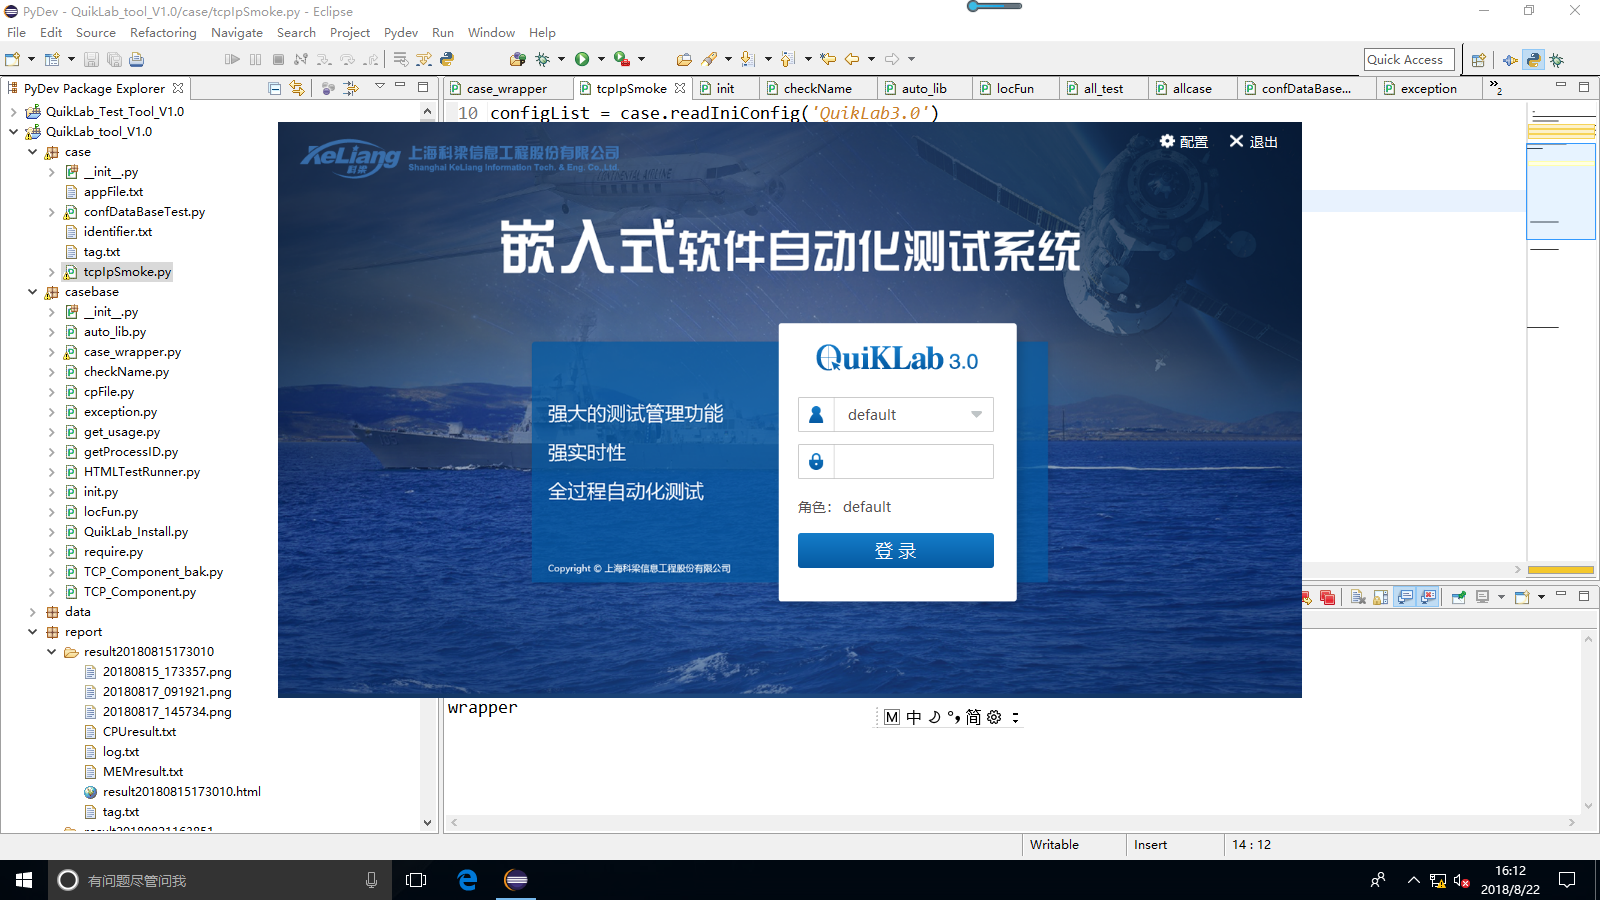 PyDev - QuikLab_tool_V1.0/case/tcpIpSmoke.py - Eclipse
File Edit Source Refactoring Navigate Search Project Pydev Run Window Help
Quick Access
PyDev Package Explorer
case_wrapper tcpIpSmoke init checkName auto_lib locFun all_test allcase confDataBase... exception »2
QuikLab_Test_Tool_V1.0
QuikLab_tool_V1.0
case
__init__.py
appFile.txt
confDataBaseTest.py
identifier.txt
tag.txt
tcpIpSmoke.py
casebase
__init__.py
auto_lib.py
case_wrapper.py
checkName.py
cpFile.py
exception.py
get_usage.py
getProcessID.py
HTMLTestRunner.py
init.py
locFun.py
QuikLab_Install.py
require.py
TCP_Component_bak.py
TCP_Component.py
data
report
result20180815173010
20180815_173357.png
20180817_091921.png
20180817_145734.png
CPUresult.txt
log.txt
MEMresult.txt
result20180815173010.html
tag.txt
result20180821163851
10 configList = case.readIniConfig('QuikLab3.0')
KeLiang 科梁
上海科梁信息工程股份有限公司
Shanghai KeLiang Information Tech. & Eng. Co.,Ltd.
配置 退出
嵌入式软件自动化测试系统
强大的测试管理功能
强实时性
全过程自动化测试
Copyright © 上海科梁信息工程股份有限公司
QuiKLab 3.0
default
角色: default
登 录
wrapper
M 中 °, 简
Writable Insert 14 : 12
有问题尽管问我
16:12
2018/8/22